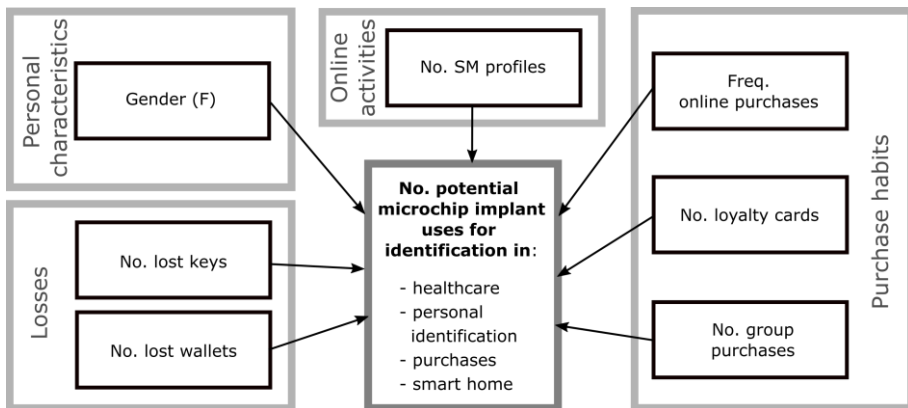 Personal
characteristics
Gender (F)
Online
activities
No. SM profiles
Freq.
online purchases
No. loyalty cards
No. group
purchases
Purchase habits
Losses
No. lost keys
No. lost wallets
No. potential
microchip implant
uses for
identification in:
- healthcare
- personal
identification
- purchases
- smart home